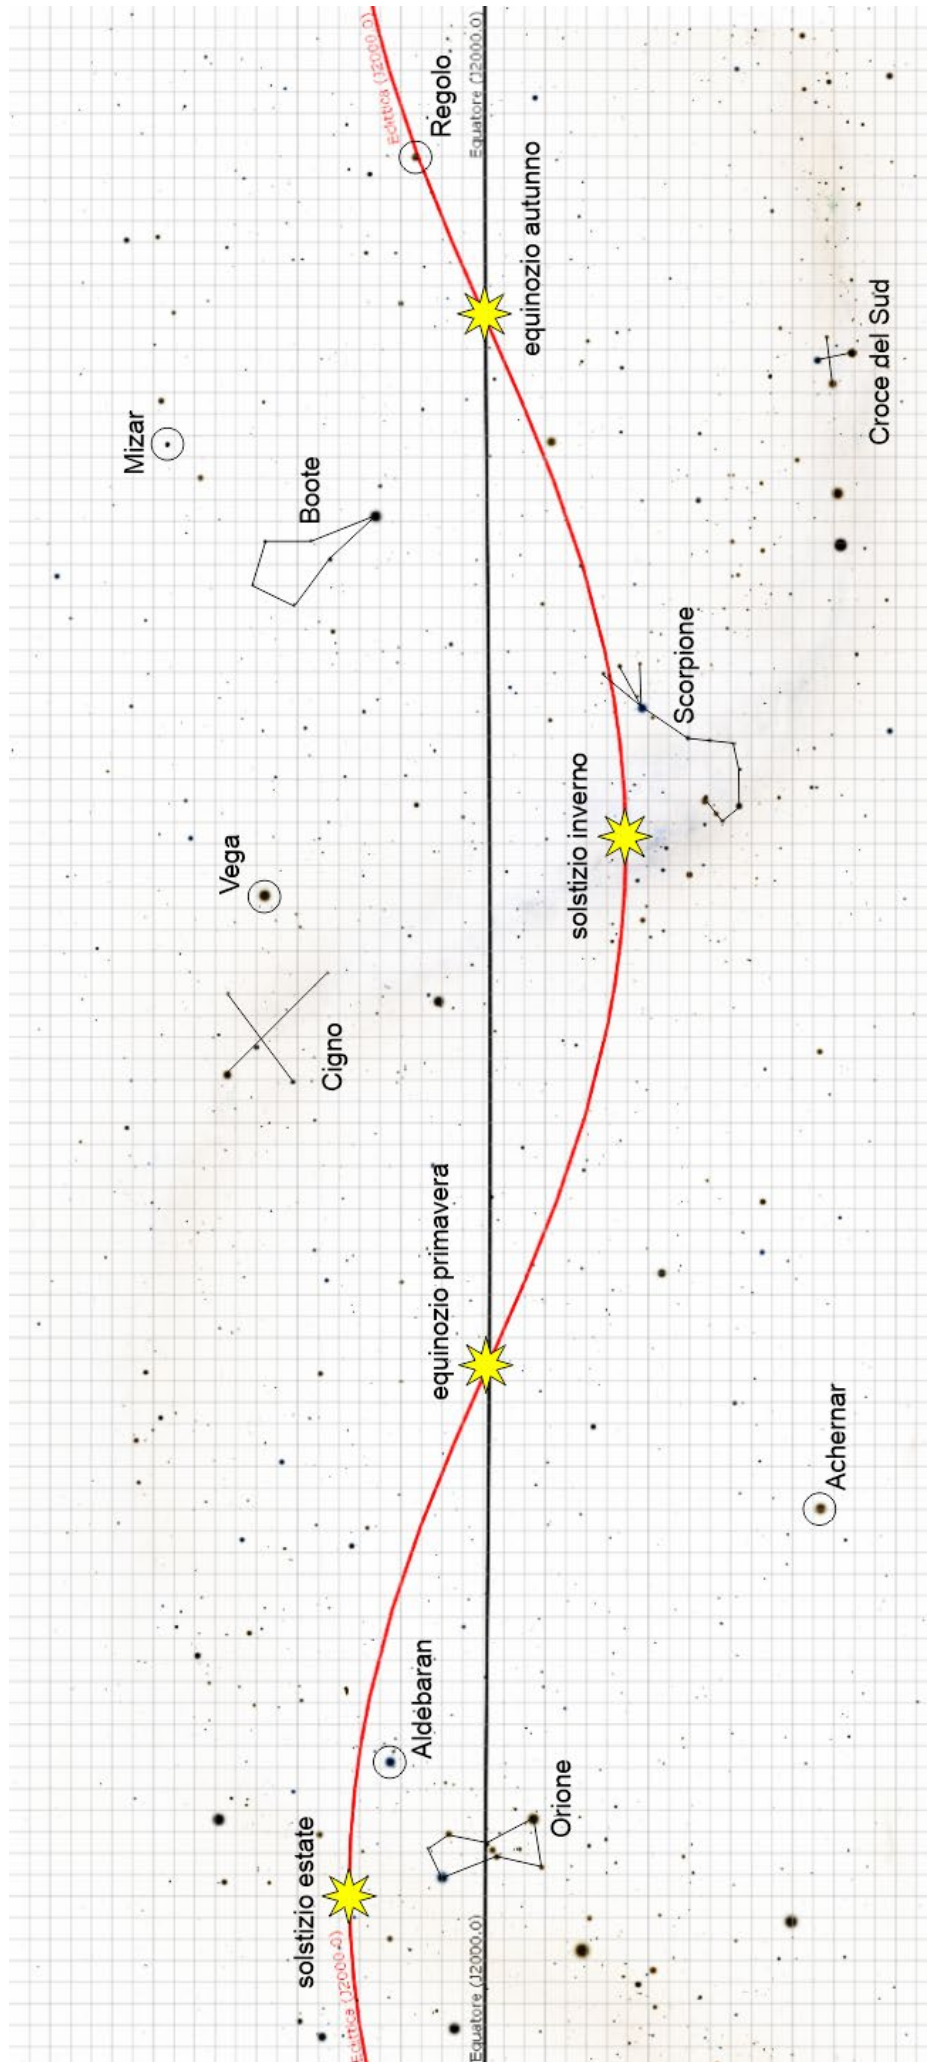 Eclittica (J2000.0)
Regolo
Equatore (J2000.0)
equinozio autunno
Croce del Sud
Mizar
Boote
Scorpione
solstizio inverno
Vega
Cigno
equinozio primavera
Achernar
Aldebaran
Orione
solstizio estate
Eclittica (J2000.0)
Equatore (J2000.0)